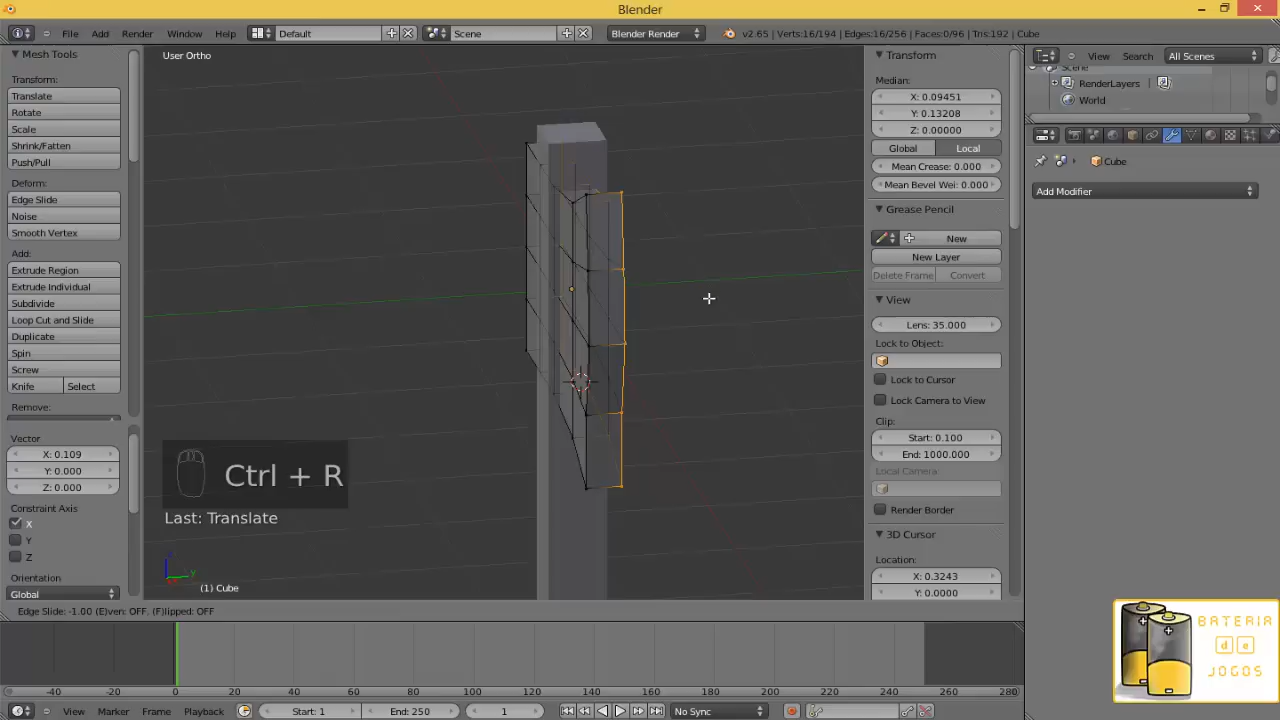 Blender
File Add Render Window Help Default Scene Blender Render v2.65 | Verts:16/194 | Edges:16/256 | Faces:0/96 | Tris:192 | Cube
Mesh Tools
Transform:
Translate
Rotate
Scale
Shrink/Fatten
Push/Pull
Deform:
Edge Slide
Noise
Smooth Vertex
Add:
Extrude Region
Extrude Individual
Subdivide
Loop Cut and Slide
Duplicate
Spin
Screw
Knife Select
Remove:
Vector
X: 0.109
Y: 0.000
Z: 0.000
Constraint Axis
X
Y
Z
Orientation
Global
User Ortho
Ctrl + R
Last: Translate
(1) Cube
Edge Slide: -1.00 (E)ven: OFF, (F)lipped: OFF
Transform
Median:
X: 0.09451
Y: 0.13208
Z: 0.00000
Global Local
Mean Crease: 0.000
Mean Bevel Wei: 0.000
Grease Pencil
New
New Layer
Delete Frame Convert
View
Lens: 35.000
Lock to Object:
Lock to Cursor
Lock Camera to View
Clip:
Start: 0.100
End: 1000.000
Local Camera:
Render Border
3D Cursor
Location:
X: 0.3243
Y: 0.0000
View Search All Scenes
Scene
RenderLayers
World
Cube
Add Modifier
BATERIA
de
JOGOS
-40 -20 0 20 40 60 80 100 120 140 160 180 200 220 240 260 280
View Marker Frame Playback Start: 1 End: 250 1 No Sync